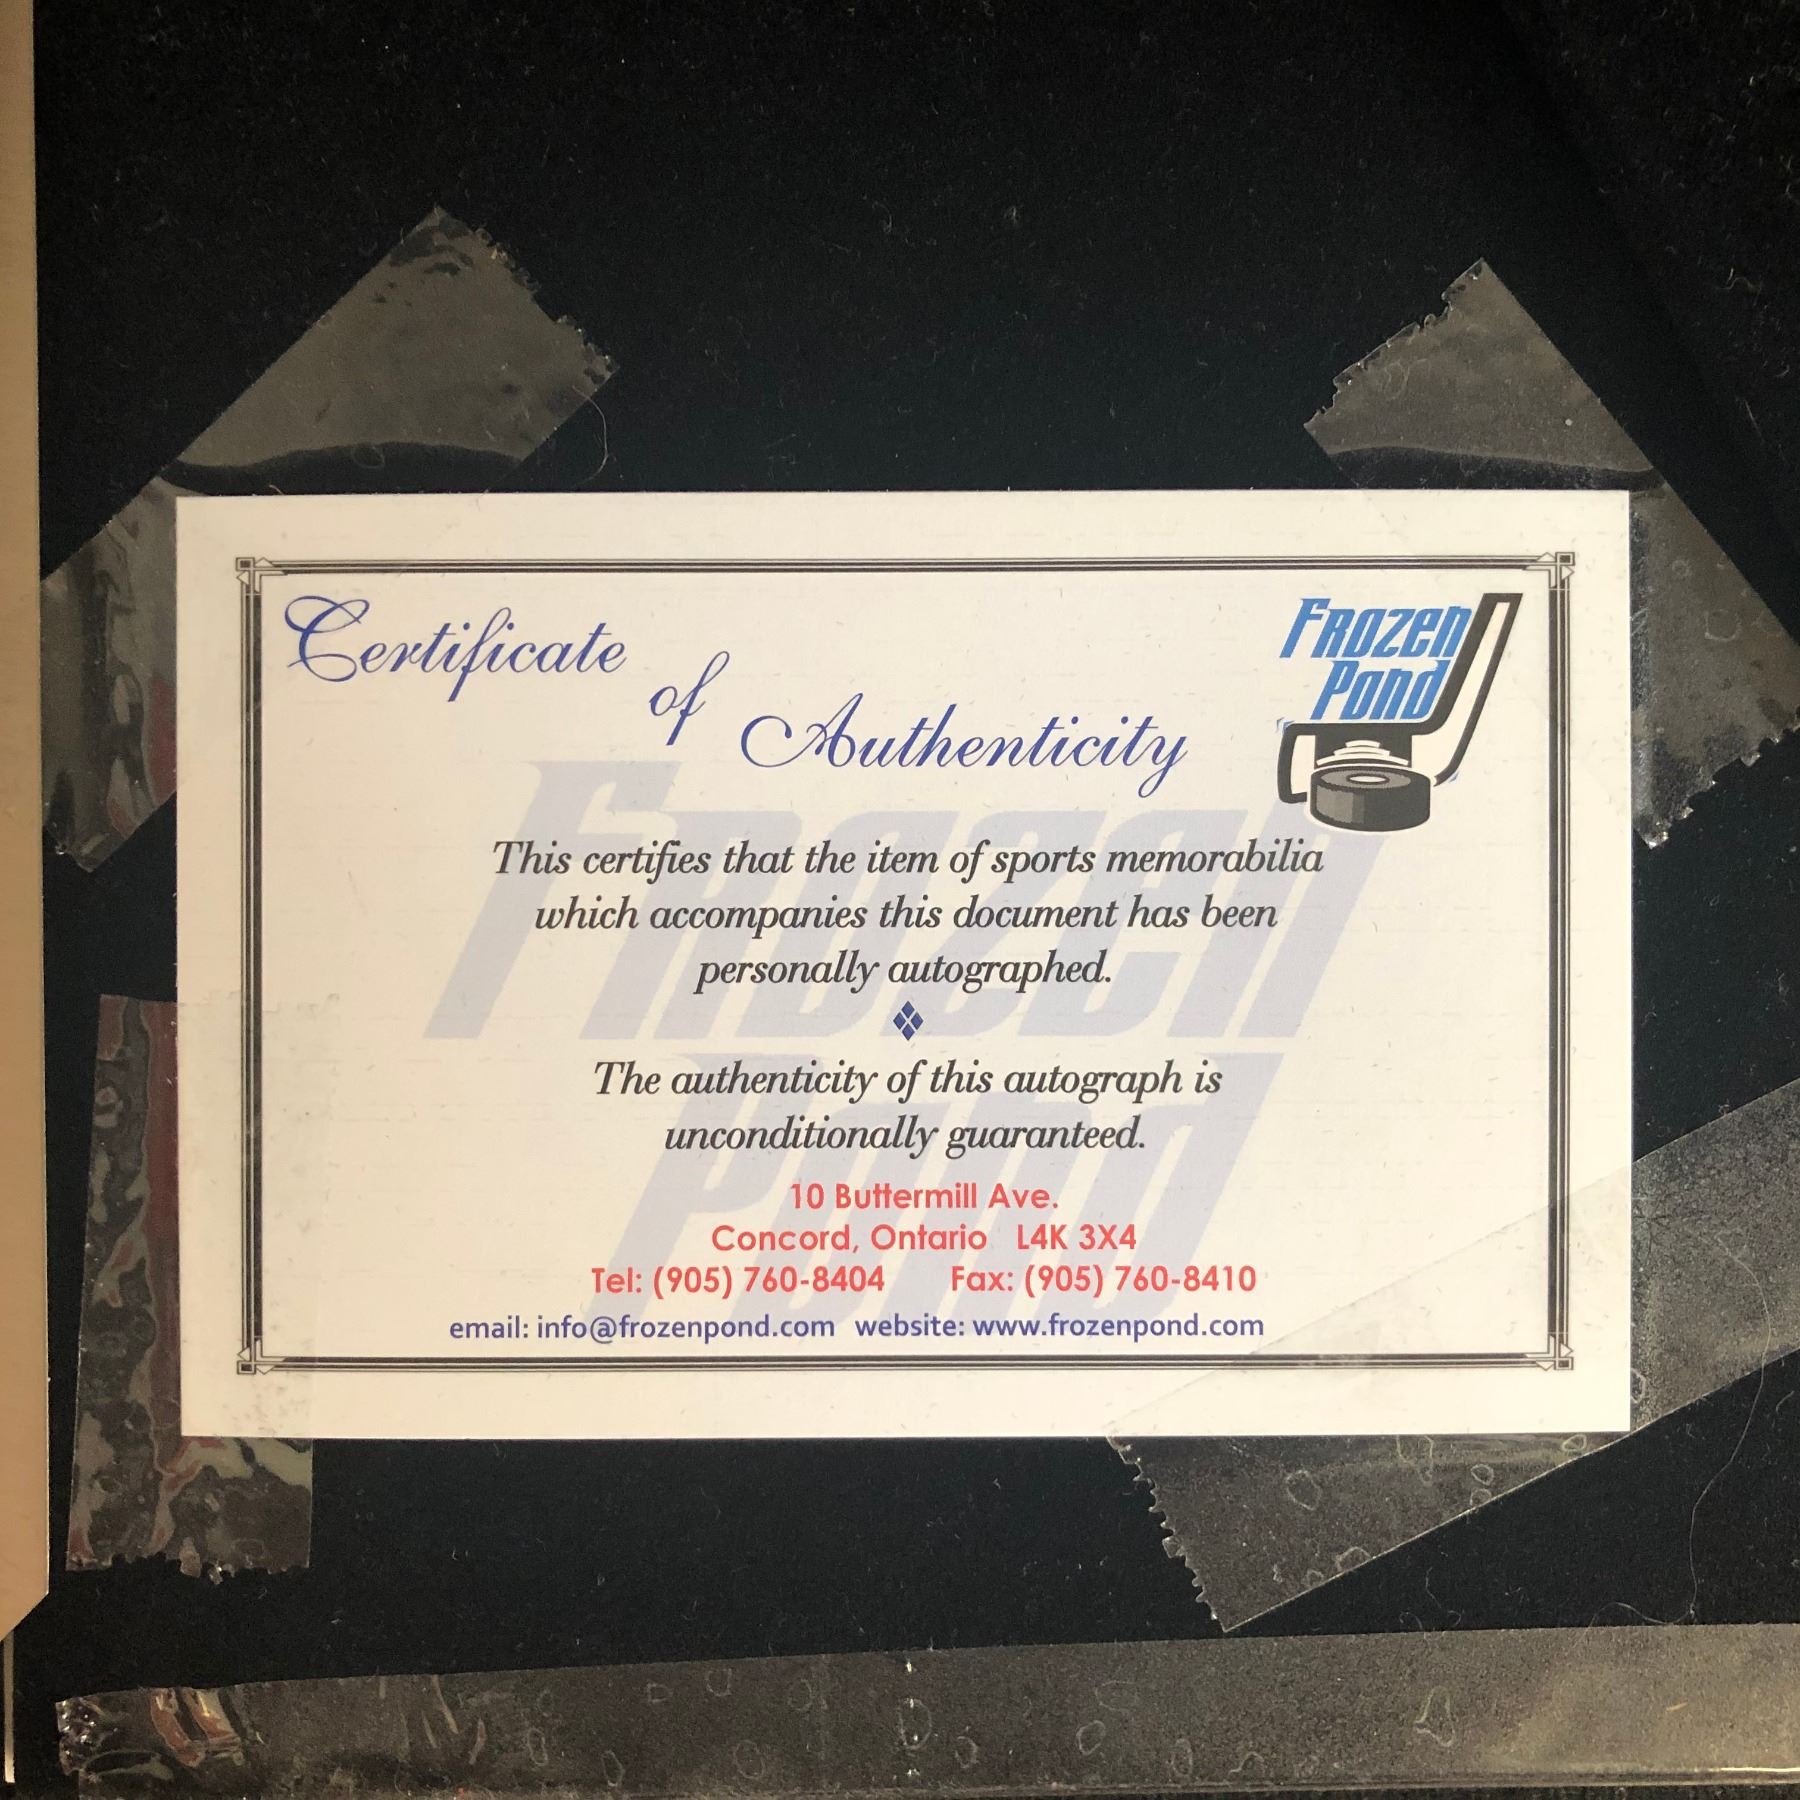 Certificate
of
Authenticity
Frozen
Pond
Frozen
Pond
This certifies that the item of sports memorabilia
which accompanies this document has been
personally autographed.
The authenticity of this autograph is
unconditionally guaranteed.
10 Buttermill Ave.
Concord, Ontario L4K 3X4
Tel: (905) 760-8404 Fax: (905) 760-8410
email: info@frozenpond.com website: www.frozenpond.com